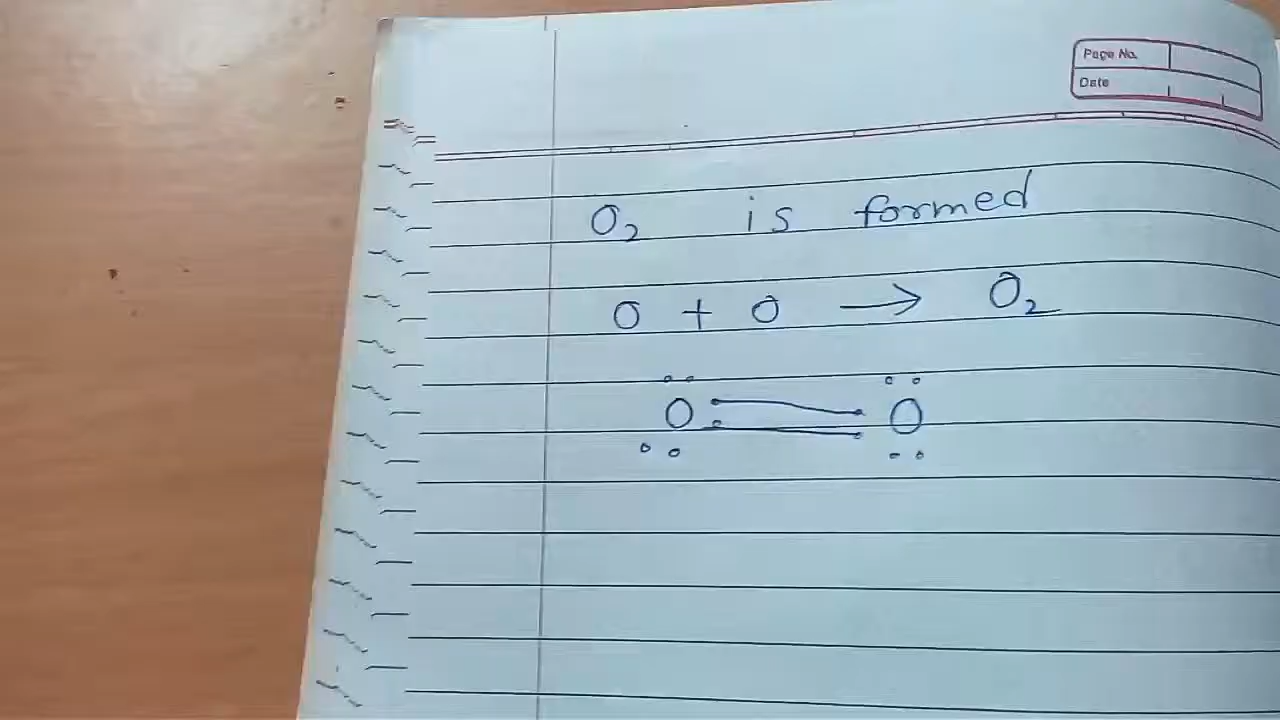 Page No.
Date
O₂ is formed
O + O → O₂
O O